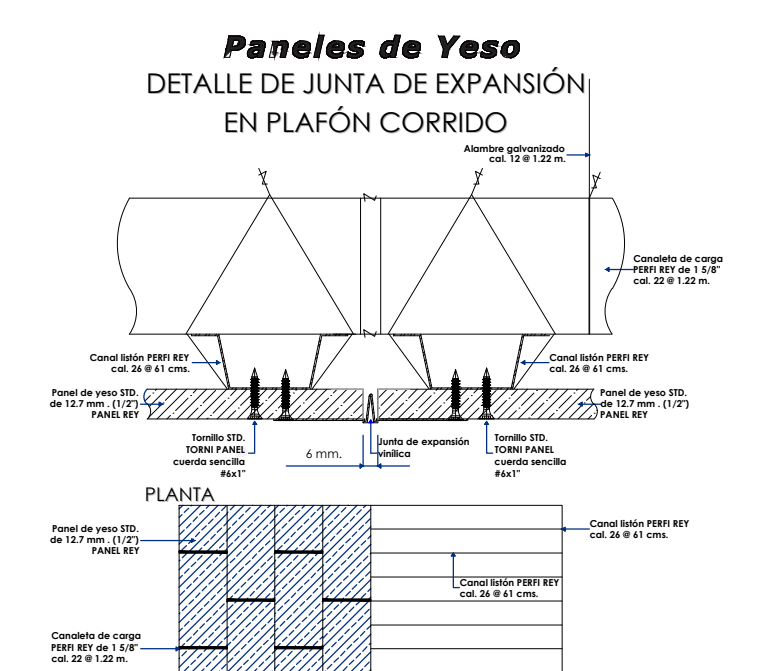 Paneles de Yeso
DETALLE DE JUNTA DE EXPANSIÓN
EN PLAFÓN CORRIDO
Alambre galvanizado
cal. 12 @ 1.22 m.
Canaleta de carga
PERFI REY de 1 5/8"
cal. 22 @ 1.22 m.
Canal listón PERFI REY
cal. 26 @ 61 cms.
Canal listón PERFI REY
cal. 26 @ 61 cms.
Panel de yeso STD.
de 12.7 mm . (1/2")
PANEL REY
Panel de yeso STD.
de 12.7 mm . (1/2")
PANEL REY
Tornillo STD.
TORNI PANEL
cuerda sencilla
#6x1"
6 mm.
Junta de expansión
vinílica
Tornillo STD.
TORNI PANEL
cuerda sencilla
#6x1"
PLANTA
Panel de yeso STD.
de 12.7 mm . (1/2")
PANEL REY
Canal listón PERFI REY
cal. 26 @ 61 cms.
Canal listón PERFI REY
cal. 26 @ 61 cms.
Canaleta de carga
PERFI REY de 1 5/8"
cal. 22 @ 1.22 m.